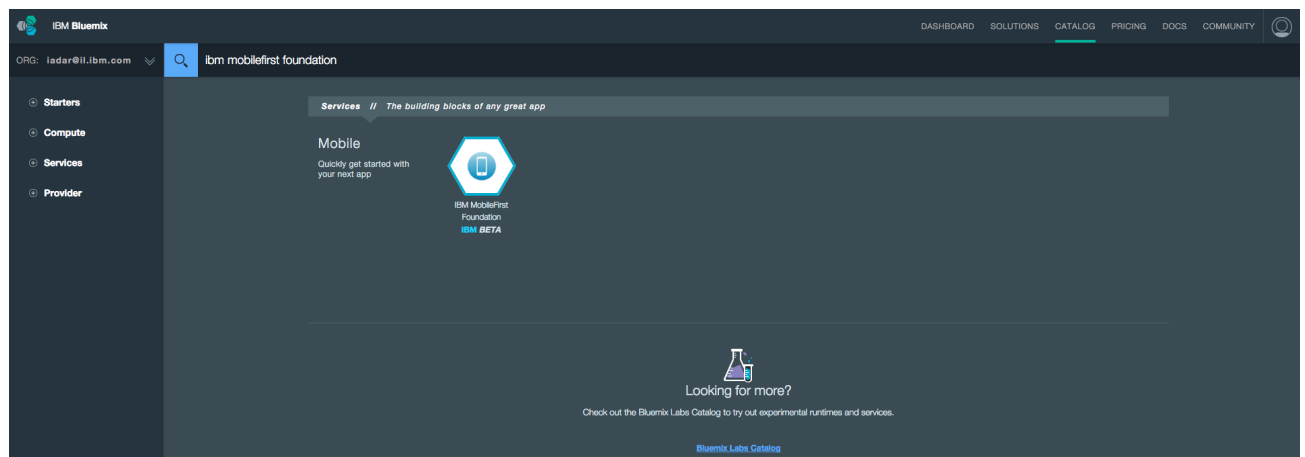 IBM Bluemix
DASHBOARD SOLUTIONS CATALOG PRICING DOCS COMMUNITY
ORG: iadar@il.ibm.com
ibm mobilefirst foundation
Starters
Compute
Services
Provider
Services // The building blocks of any great app
Mobile
Quickly get started with
your next app
IBM MobileFirst
Foundation
IBM BETA
Looking for more?
Check out the Bluemix Labs Catalog to try out experimental runtimes and services.
Bluemix Labs Catalog